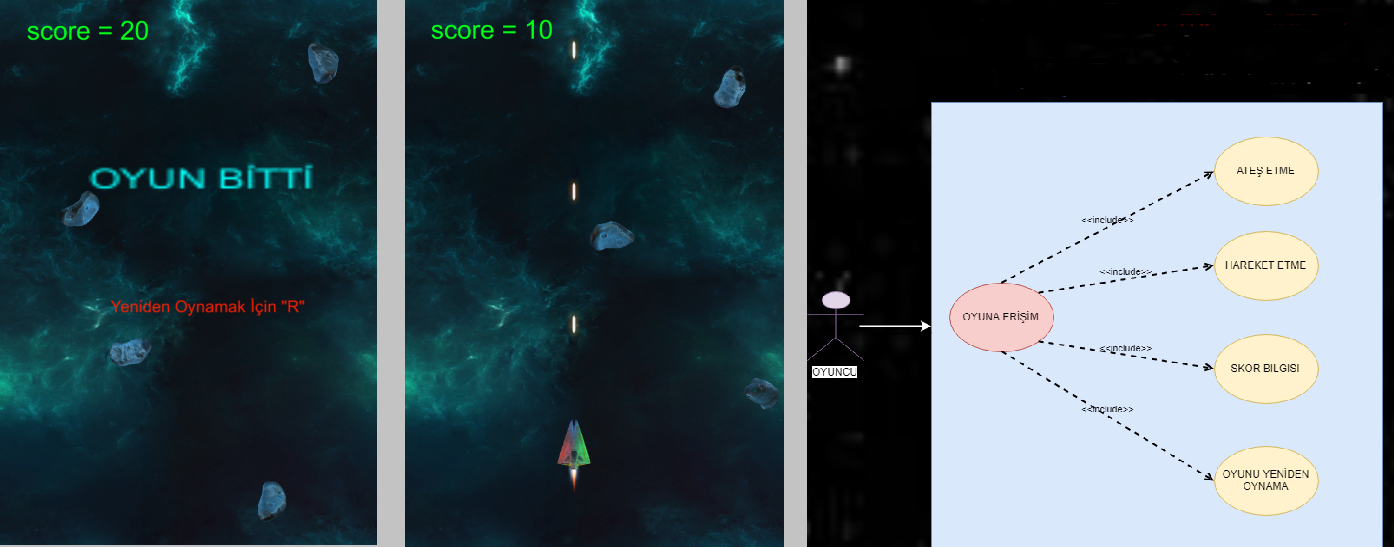 score = 20
OYUN BİTTİ
Yeniden Oynamak İçin "R"
score = 10
OYUNCU
OYUNA ERİŞİM
<<include>>
<<include>>
<<include>>
<<include>>
ATEŞ ETME
HAREKET ETME
SKOR BILGISI
OYUNU YENİDEN
OYNAMA